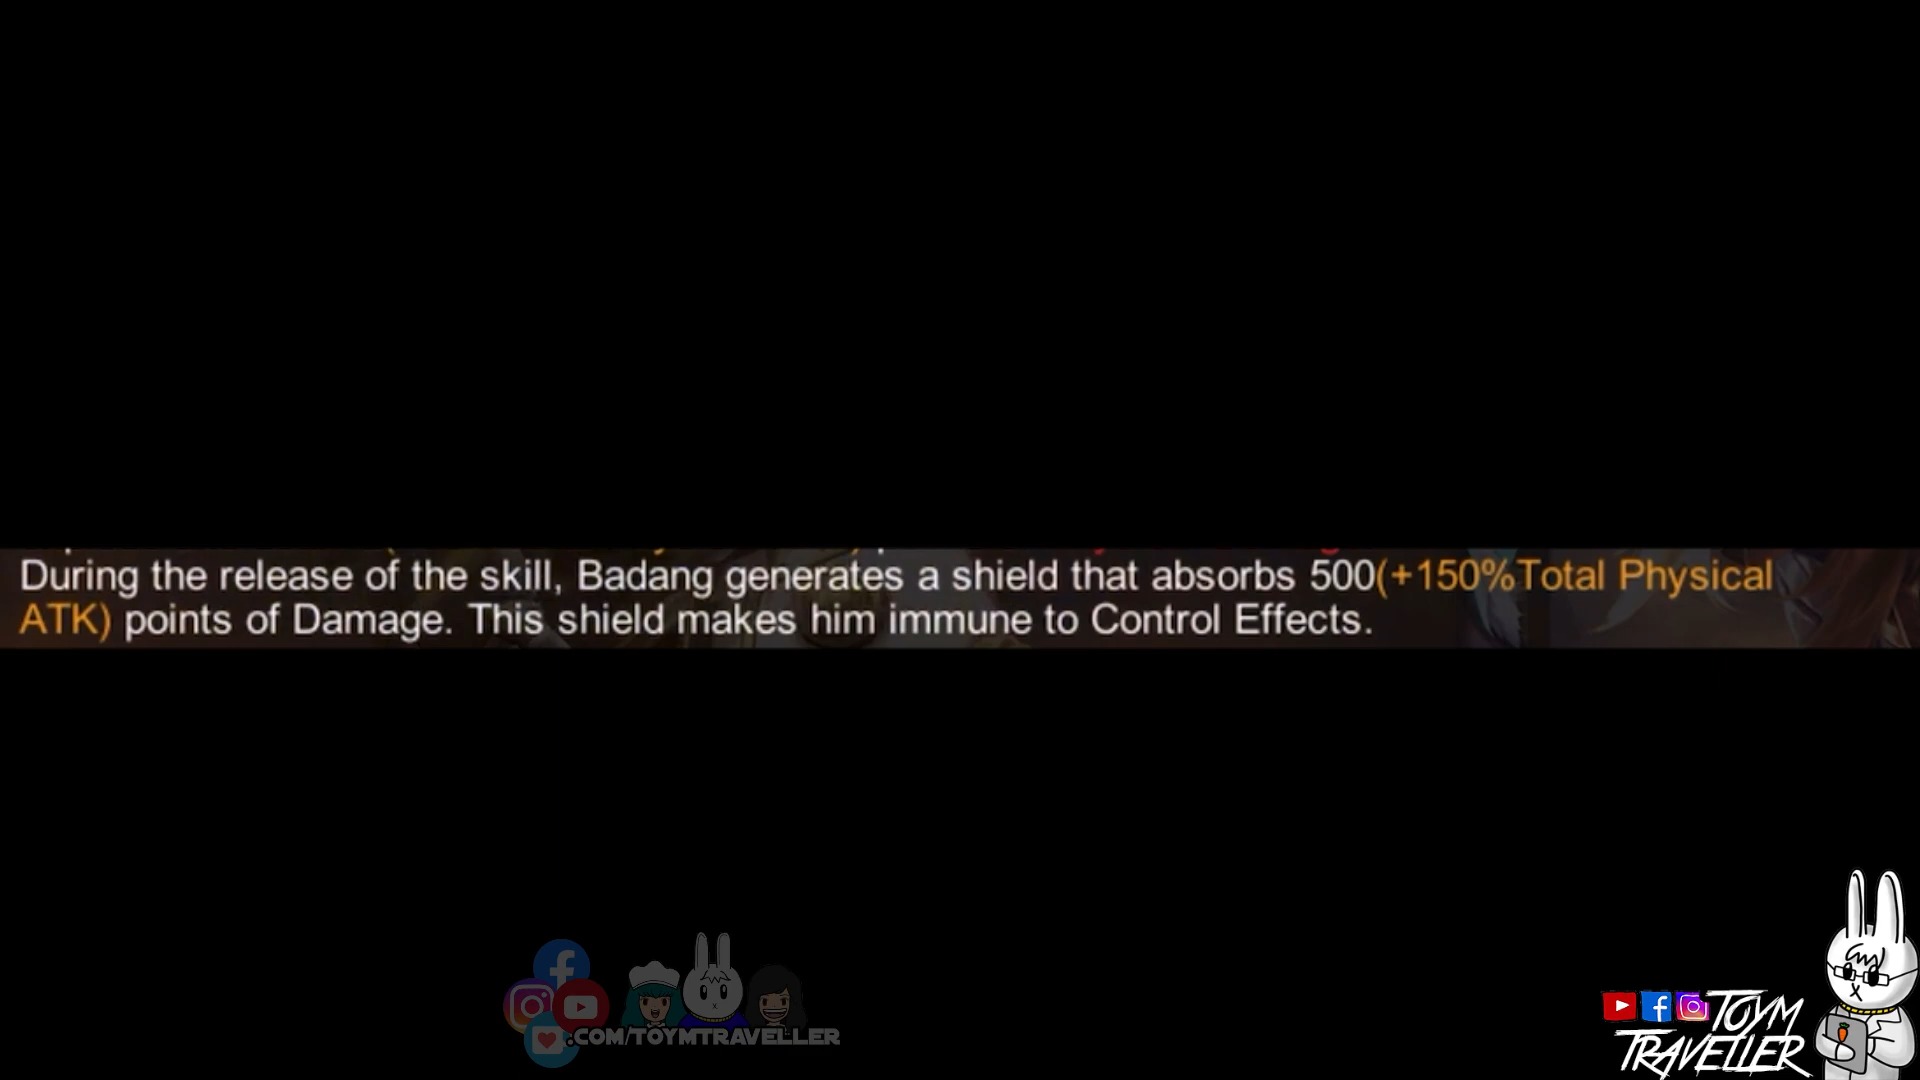 During the release of the skill, Badang generates a shield that absorbs 500(+150%Total Physical
ATK) points of Damage. This shield makes him immune to Control Effects.
.COM/TOYMTRAVELLER
TOYM
TRAVELLER